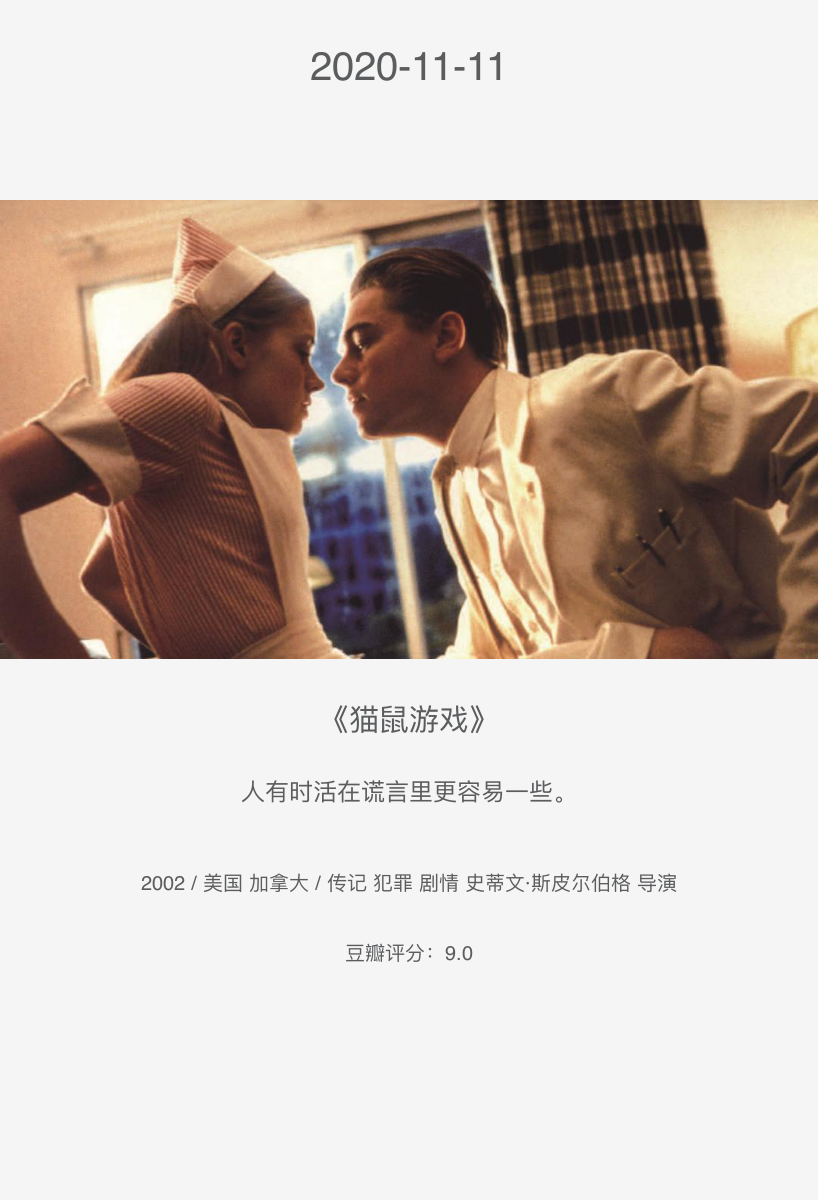 2020-11-11
《猫鼠游戏》
人有时活在谎言里更容易一些。
2002 / 美国 加拿大 / 传记 犯罪 剧情 史蒂文·斯皮尔伯格 导演
豆瓣评分：9.0